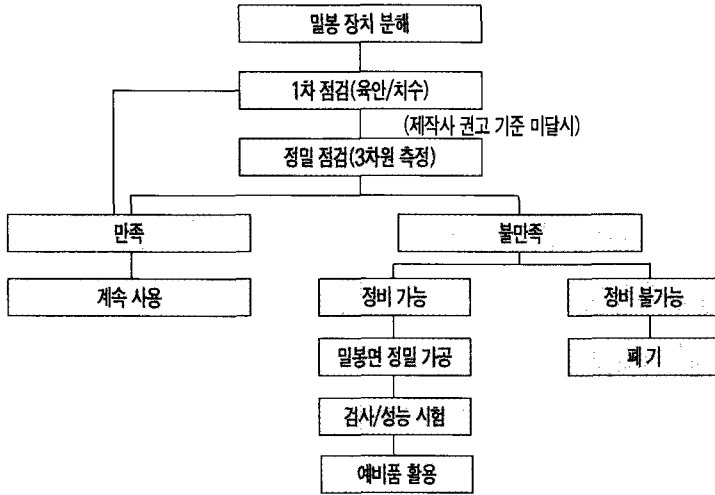 밀봉 장치 분해
1차 점검(육안/치수)
(제작사 권고 기준 미달시)
정밀 점검(3차원 측정)
만족
불만족
계속 사용
정비 가능
정비 불가능
밀봉면 정밀 가공
폐 기
검사/성능 시험
예비품 활용